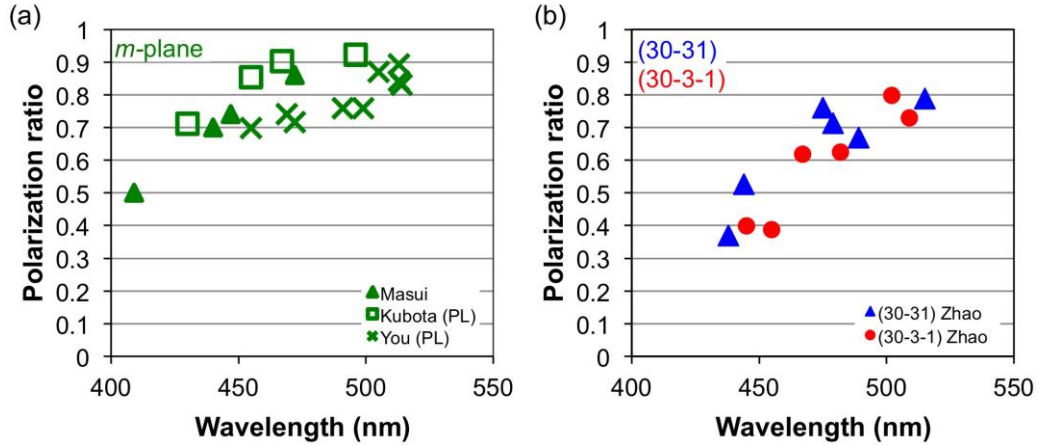 (a)
m-plane
Polarization ratio
1
0.9
0.8
0.7
0.6
0.5
0.4
0.3
0.2
0.1
0
400
450
500
550
Wavelength (nm)
Masui
Kubota (PL)
You (PL)
(b)
(30-31)
(30-3-1)
Polarization ratio
1
0.9
0.8
0.7
0.6
0.5
0.4
0.3
0.2
0.1
0
400
450
500
550
Wavelength (nm)
(30-31) Zhao
(30-3-1) Zhao